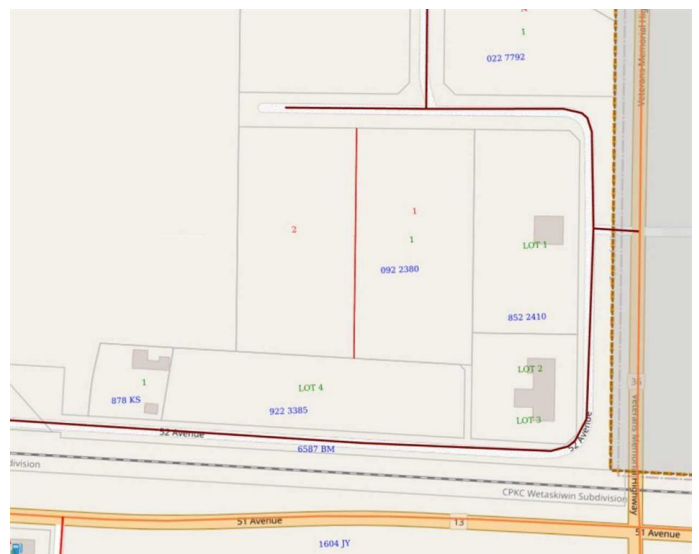 1
022 7792
Veterans Memorial Hig
1
2
1
092 2380
LOT 1
852 2410
LOT 2
LOT 4
1
878 KS
922 3385
LOT 3
52 Avenue
52 Avenue
6587 BM
division
CPKC Wetaskiwin Subdivision
Veterans Memorial Highway
51 Avenue
13
51 Avenue
1604 JY